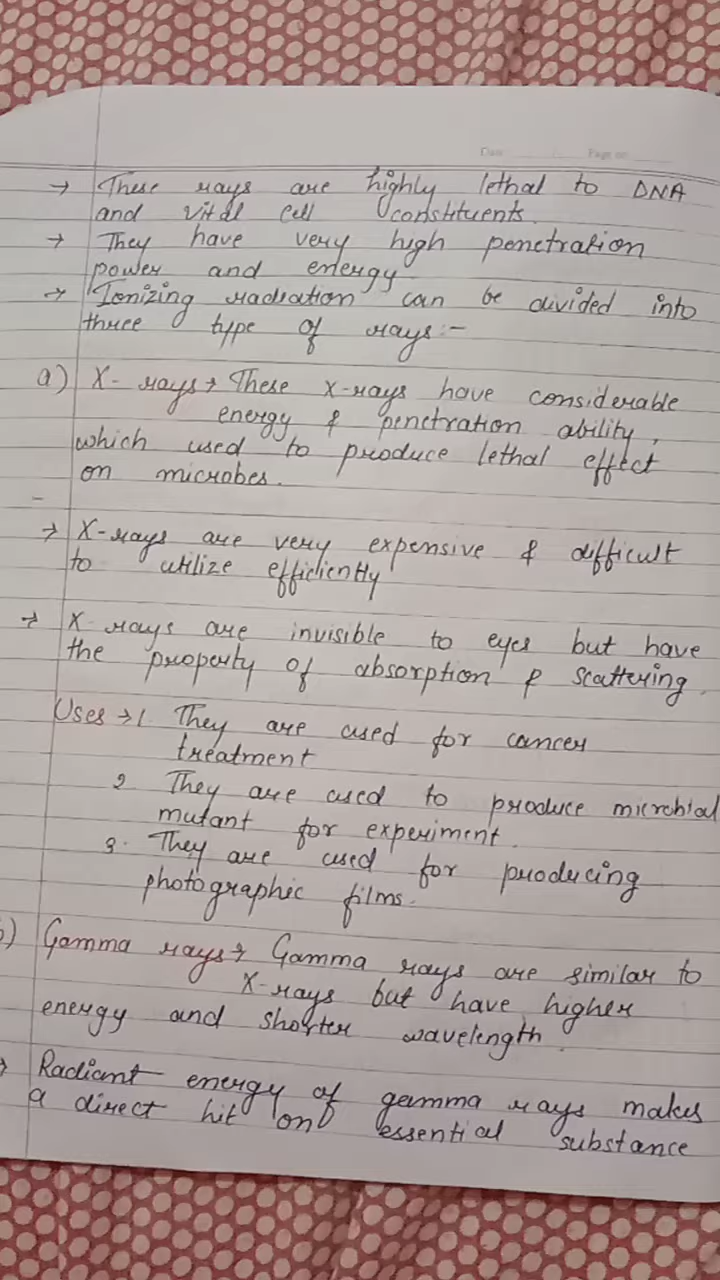 Date Page no
→ These rays are highly lethal to DNA
and vital cell constituents.
→ They have very high penetration
power and energy
→ Ionizing radiation can be divided into
three type of rays:-
a) X-rays → These x-rays have considerable
energy & penetration ability,
which used to produce lethal effect
on microbes.
→ X-rays are very expensive & difficult
to utilize efficiently
→ X-rays are invisible to eyes but have
the property of absorption & scattering.
Uses → 1 They are used for cancer
treatment
2 They are used to produce microbial
mutant for experiment.
3. They are used for producing
photographic films.
) Gamma rays → Gamma rays are similar to
X-rays but have higher
energy and shorter wavelength.
→ Radiant energy of gamma rays makes
a direct hit on essential substance